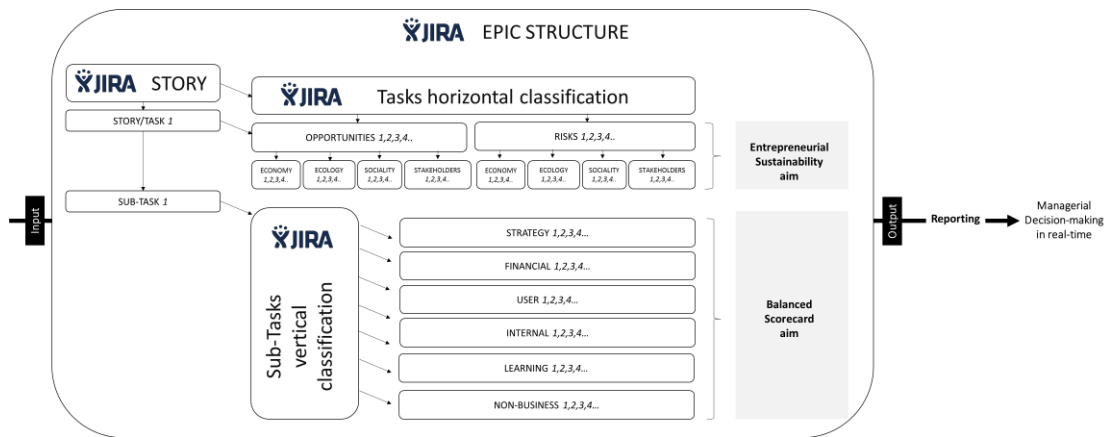 JIRA EPIC STRUCTURE
JIRA STORY
JIRA Tasks horizontal classification
STORY/TASK 1
OPPORTUNITIES 1,2,3,4..
RISKS 1,2,3,4..
ECONOMY
1,2,3,4..
ECOLOGY
1,2,3,4..
SOCIALITY
1,2,3,4..
STAKEHOLDERS
1,2,3,4..
ECONOMY
1,2,3,4..
ECOLOGY
1,2,3,4..
SOCIALITY
1,2,3,4..
STAKEHOLDERS
1,2,3,4..
Entrepreneurial
Sustainability
aim
SUB-TASK 1
Input
JIRA
Sub-Tasks
vertical
classification
STRATEGY 1,2,3,4...
FINANCIAL 1,2,3,4...
USER 1,2,3,4...
INTERNAL 1,2,3,4...
LEARNING 1,2,3,4...
NON-BUSINESS 1,2,3,4...
Balanced
Scorecard
aim
Output
Reporting
Managerial
Decision-making
in real-time